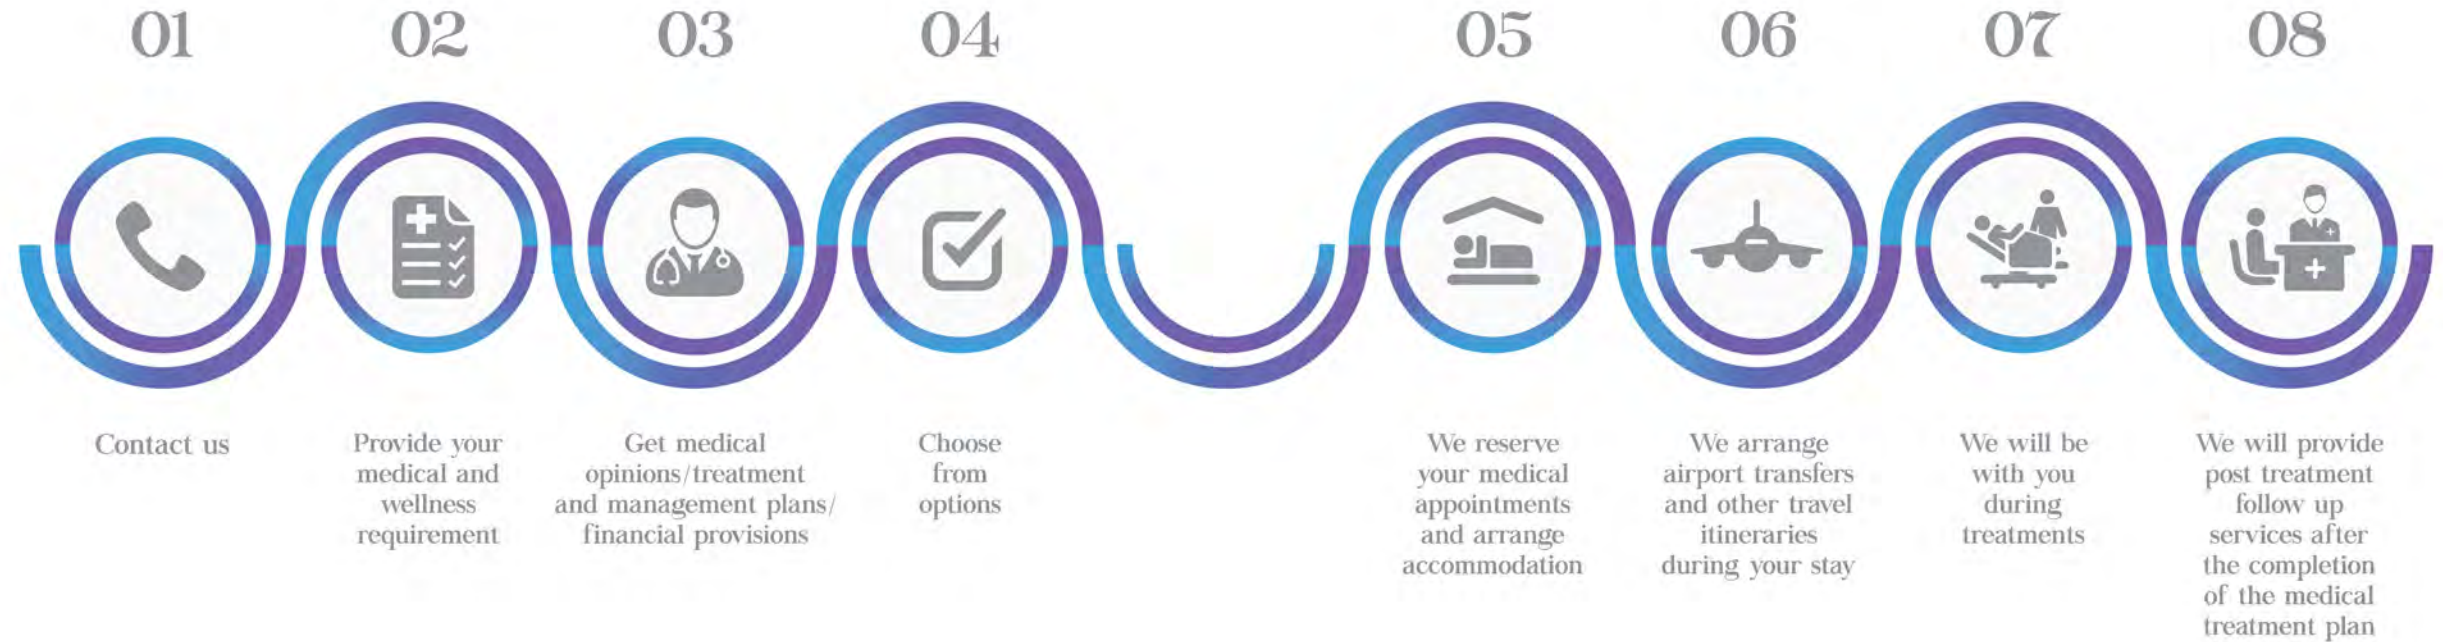 01
Contact us
02
Provide your
medical and
wellness
requirement
03
Get medical
opinions/treatment
and management plans/
financial provisions
04
Choose
from
options
05
We reserve
your medical
appointments
and arrange
accommodation
06
We arrange
airport transfers
and other travel
itineraries
during your stay
07
We will be
with you
during
treatments
08
We will provide
post treatment
follow up
services after
the completion
of the medical
treatment plan